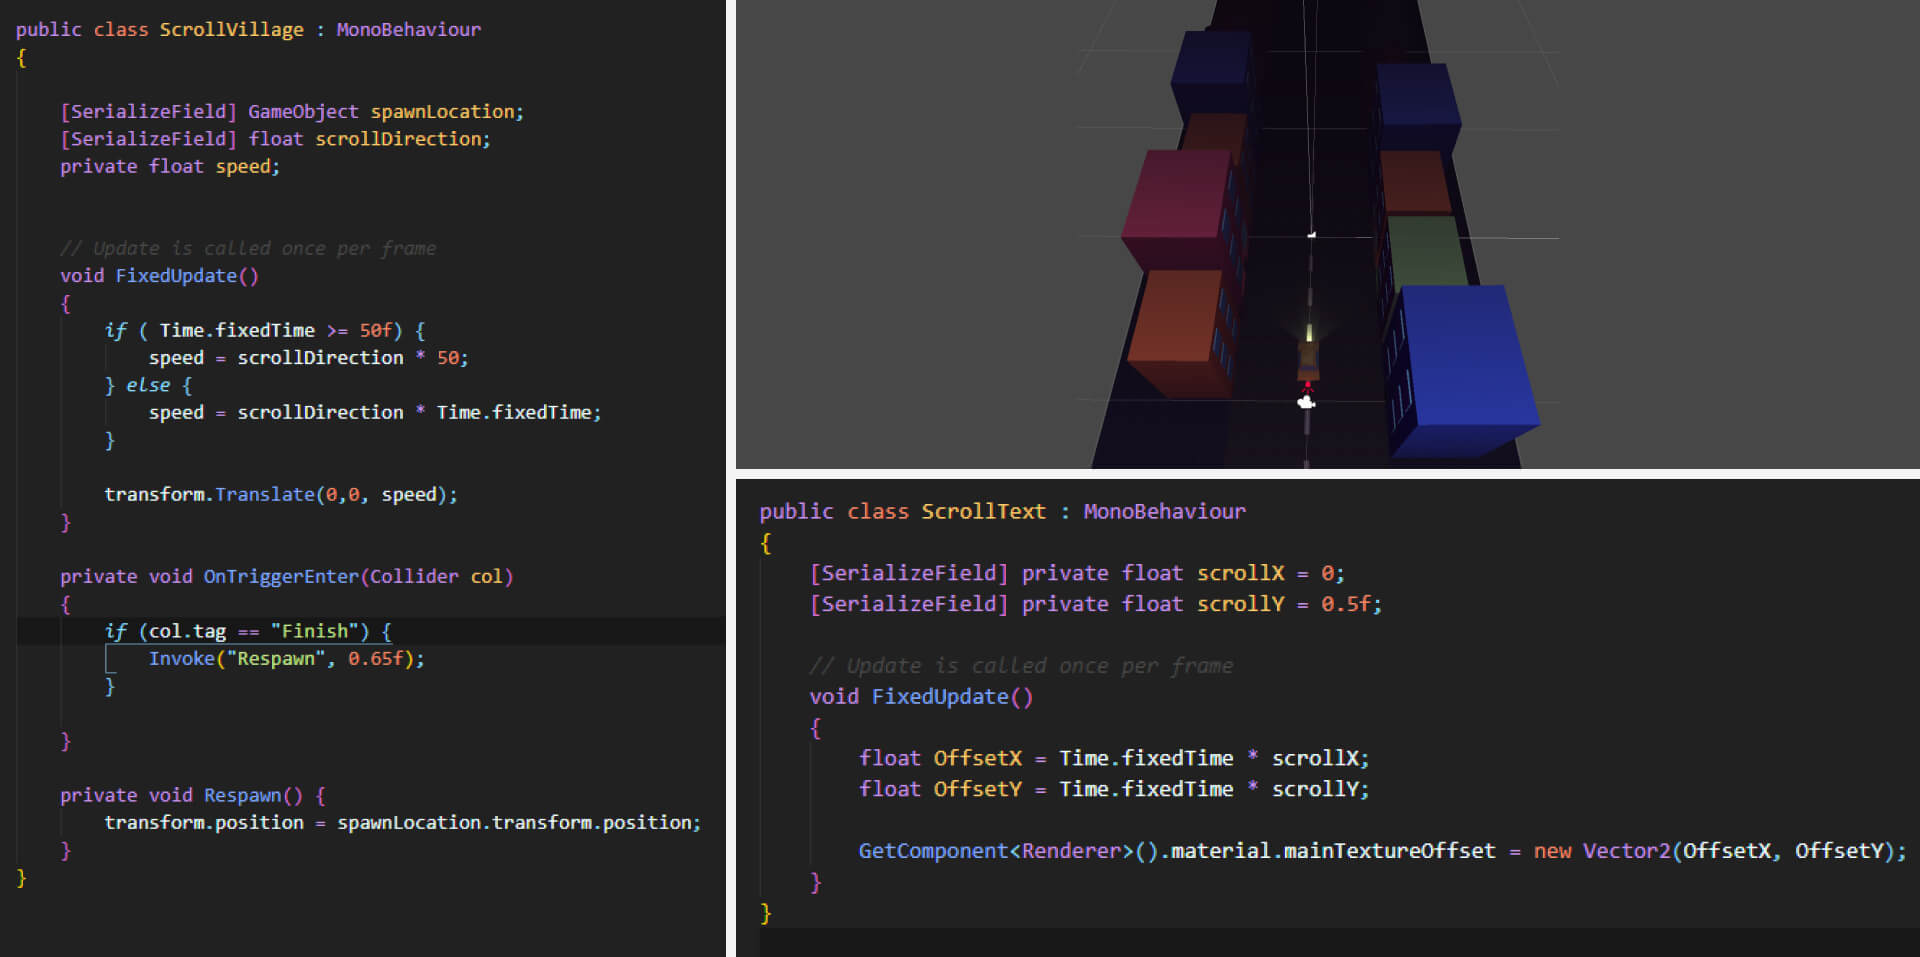 public class ScrollVillage : MonoBehaviour
{
[SerializeField] GameObject spawnLocation;
[SerializeField] float scrollDirection;
private float speed;
// Update is called once per frame
void FixedUpdate()
{
if ( Time.fixedTime >= 50f) {
speed = scrollDirection * 50;
} else {
speed = scrollDirection * Time.fixedTime;
}
transform.Translate(0,0, speed);
}
private void OnTriggerEnter(Collider col)
{
if (col.tag == "Finish") {
Invoke("Respawn", 0.65f);
}
}
private void Respawn() {
transform.position = spawnLocation.transform.position;
}
}
public class ScrollText : MonoBehaviour
{
[SerializeField] private float scrollX = 0;
[SerializeField] private float scrollY = 0.5f;
// Update is called once per frame
void FixedUpdate()
{
float OffsetX = Time.fixedTime * scrollX;
float OffsetY = Time.fixedTime * scrollY;
GetComponent<Renderer>().material.mainTextureOffset = new Vector2(OffsetX, OffsetY);
}
}